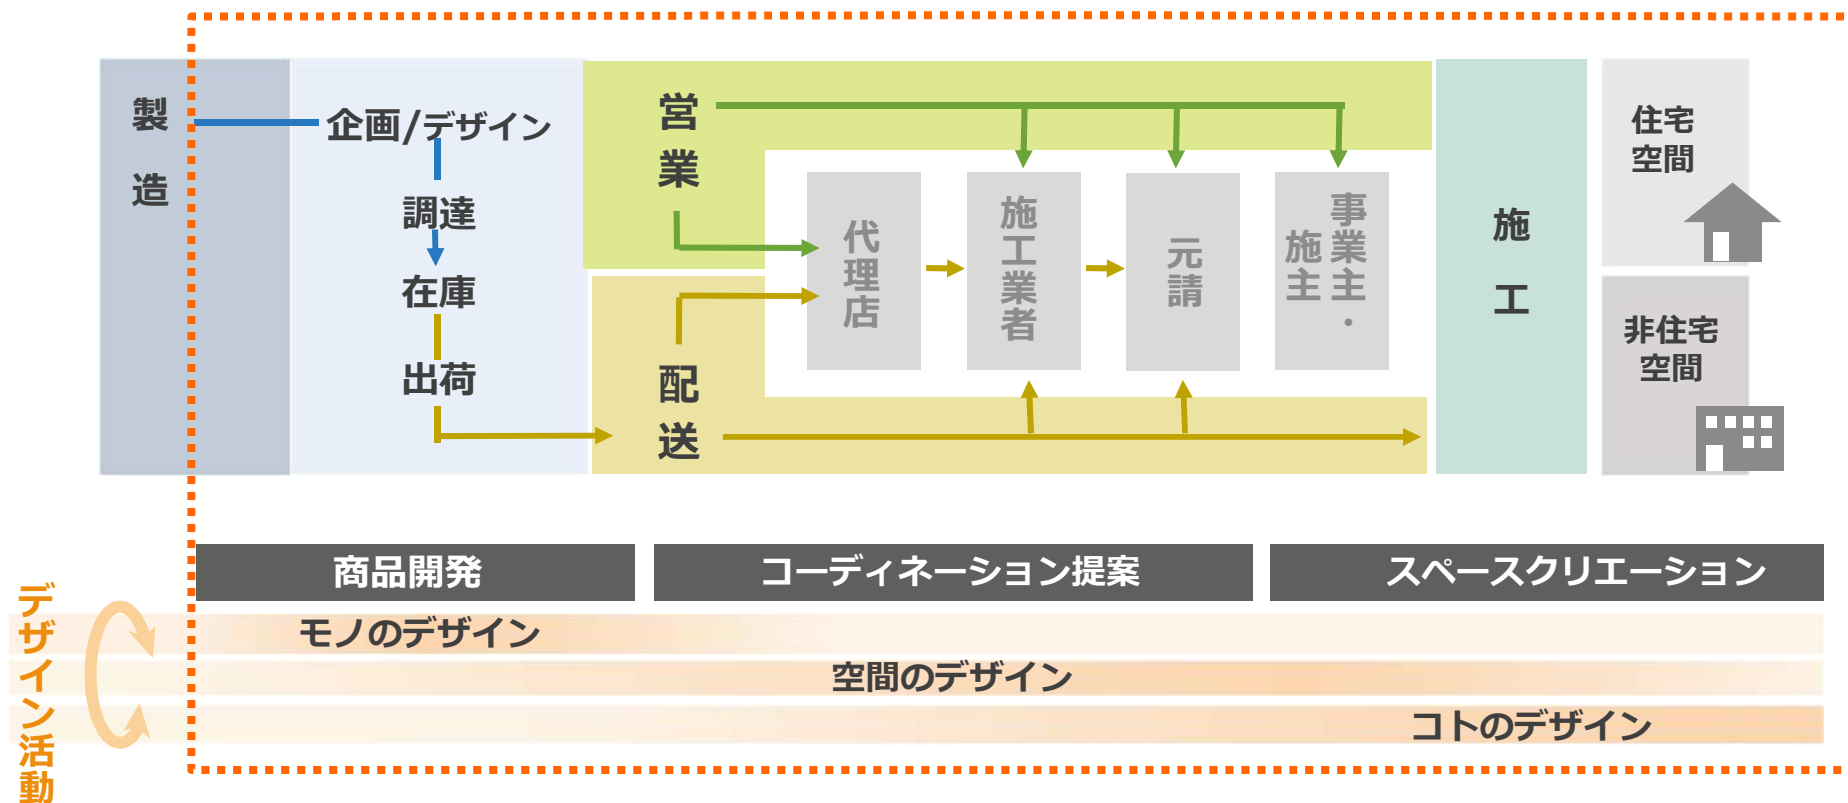 製造
企画/デザイン
調達
在庫
出荷
営業
配送
代理店
施工業者
元請
事業主・
施主
施工
住宅
空間
非住宅
空間
商品開発
コーディネーション提案
スペースクリエーション
デザイン活動
モノのデザイン
空間のデザイン
コトのデザイン